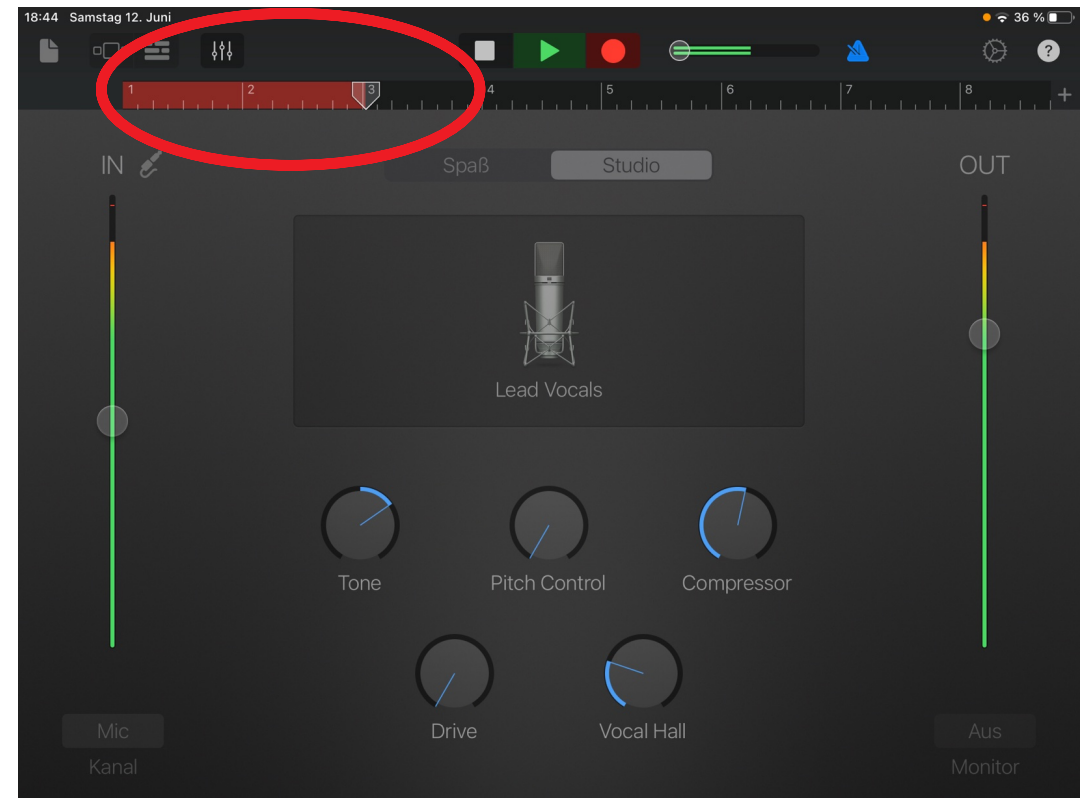 18:44 Samstag 12. Juni 36 %
?
1 2 3 4 5 6 7 8 +
IN Spaß Studio OUT
Lead Vocals
Tone Pitch Control Compressor
Drive Vocal Hall
Mic Aus
Kanal Monitor